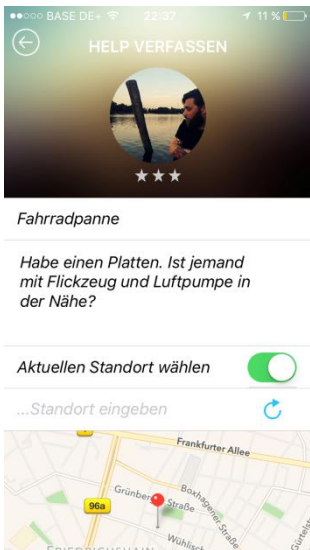 BASE DE+ 22:37 11 %
HELP VERFASSEN
Fahrradpanne
Habe einen Platten. Ist jemand
mit Flickzeug und Luftpumpe in
der Nähe?
Aktuellen Standort wählen
...Standort eingeben
Frankfurter Allee
96a
Grünberger Straße
Boxhagener Straße
Wühlisch
Gürtels
FRIEDRICHSHAIN